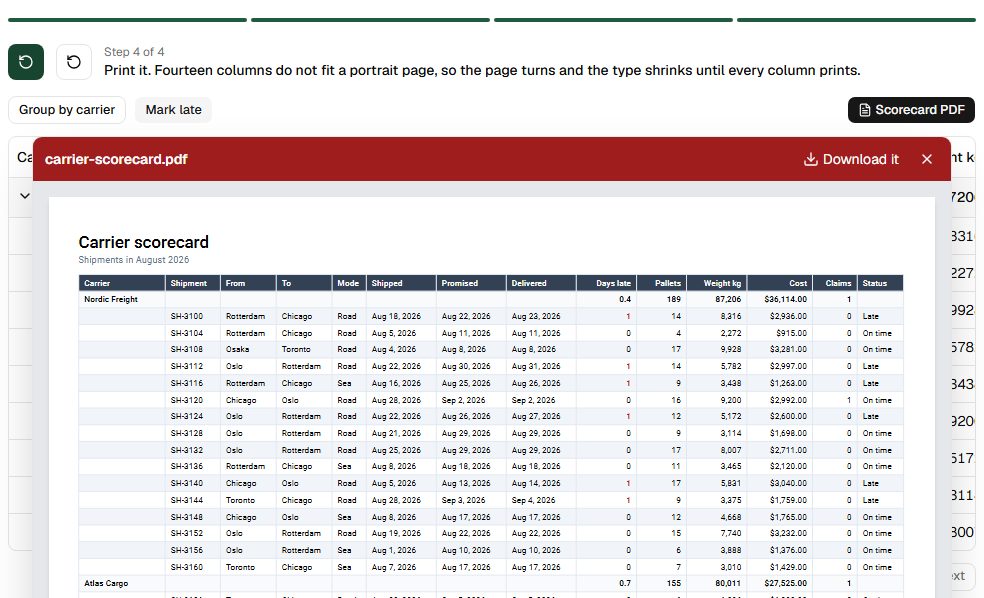 Step 4 of 4
Print it. Fourteen columns do not fit a portrait page, so the page turns and the type shrinks until every column prints.
Group by carrier Mark late Scorecard PDF
carrier-scorecard.pdf Download it
Carrier scorecard
Shipments in August 2026
Carrier Shipment From To Mode Shipped Promised Delivered Days late Pallets Weight kg Cost Claims Status
Nordic Freight 0.4 189 87,206 $36,114.00 1
SH-3100 Rotterdam Chicago Road Aug 18, 2026 Aug 22, 2026 Aug 23, 2026 1 14 8,316 $2,936.00 0 Late
SH-3104 Rotterdam Chicago Road Aug 5, 2026 Aug 11, 2026 Aug 11, 2026 0 4 2,272 $915.00 0 On time
SH-3108 Osaka Toronto Road Aug 4, 2026 Aug 8, 2026 Aug 8, 2026 0 17 9,928 $3,281.00 0 On time
SH-3112 Oslo Rotterdam Road Aug 22, 2026 Aug 30, 2026 Aug 31, 2026 1 14 5,782 $2,997.00 0 Late
SH-3116 Rotterdam Chicago Sea Aug 16, 2026 Aug 25, 2026 Aug 26, 2026 1 9 3,438 $1,263.00 0 Late
SH-3120 Chicago Oslo Road Aug 28, 2026 Sep 2, 2026 Sep 2, 2026 0 16 9,200 $2,992.00 1 On time
SH-3124 Oslo Rotterdam Road Aug 22, 2026 Aug 26, 2026 Aug 27, 2026 1 12 5,172 $2,600.00 0 Late
SH-3128 Oslo Rotterdam Road Aug 21, 2026 Aug 29, 2026 Aug 29, 2026 0 9 3,114 $1,698.00 0 On time
SH-3132 Oslo Rotterdam Road Aug 25, 2026 Aug 29, 2026 Aug 29, 2026 0 17 8,007 $2,711.00 0 On time
SH-3136 Rotterdam Chicago Sea Aug 8, 2026 Aug 18, 2026 Aug 18, 2026 0 11 3,465 $2,120.00 0 On time
SH-3140 Chicago Oslo Road Aug 5, 2026 Aug 13, 2026 Aug 14, 2026 1 17 5,831 $3,040.00 0 Late
SH-3144 Toronto Chicago Road Aug 28, 2026 Sep 3, 2026 Sep 4, 2026 1 9 3,375 $1,759.00 0 Late
SH-3148 Chicago Oslo Sea Aug 8, 2026 Aug 17, 2026 Aug 17, 2026 0 12 4,668 $1,765.00 0 On time
SH-3152 Oslo Rotterdam Road Aug 19, 2026 Aug 22, 2026 Aug 22, 2026 0 15 7,740 $3,232.00 0 On time
SH-3156 Oslo Rotterdam Sea Aug 1, 2026 Aug 10, 2026 Aug 10, 2026 0 6 3,888 $1,376.00 0 On time
SH-3160 Toronto Chicago Road Aug 7, 2026 Aug 17, 2026 Aug 17, 2026 0 7 3,010 $1,429.00 0 On time
Atlas Cargo 0.7 155 80,011 $27,525.00 1